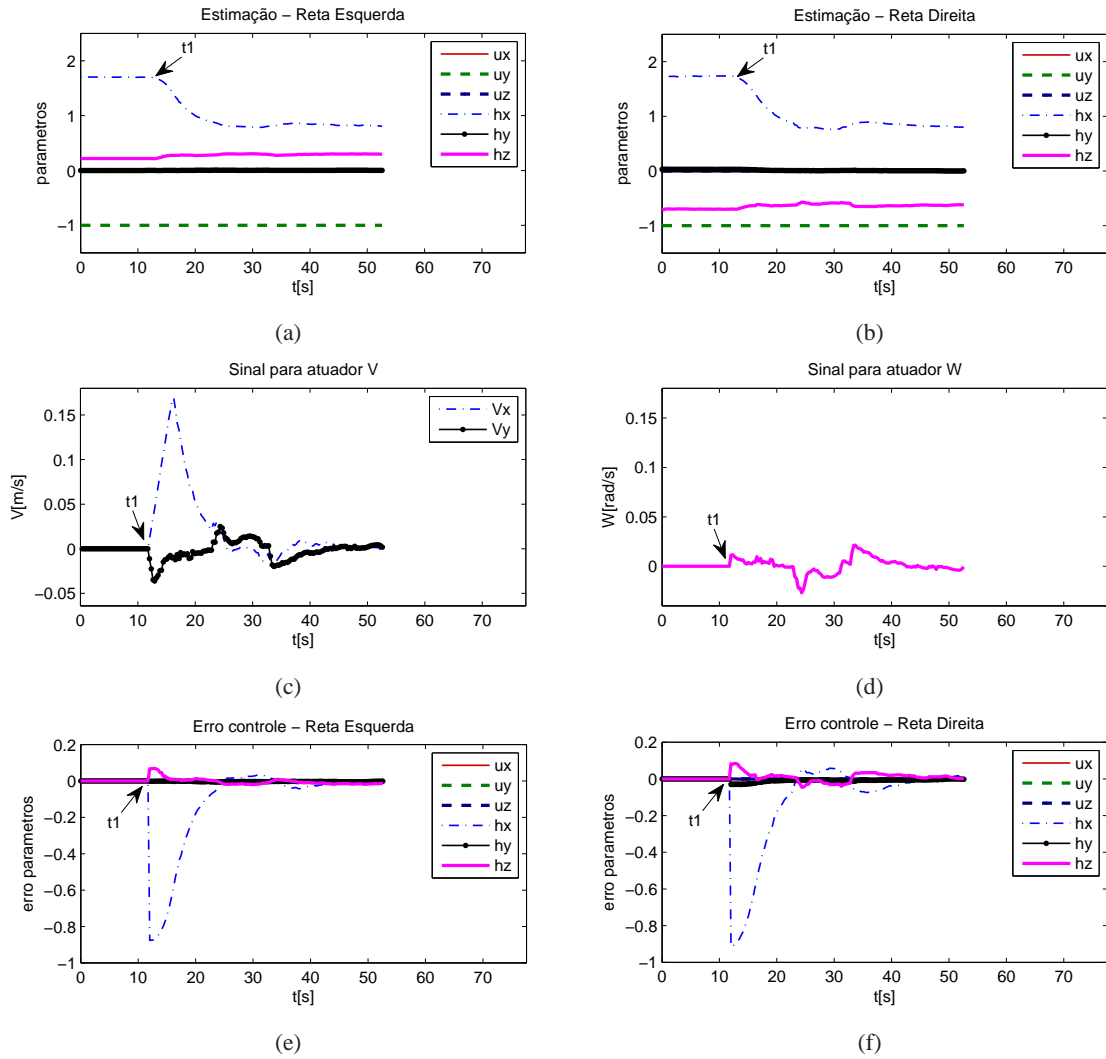 Estimação − Reta Esquerda
t1
ux
uy
uz
hx
hy
hz
parametros
2
1
0
−1
0 10 20 30 40 50 60 70
t[s]
(a)
Estimação − Reta Direita
t1
ux
uy
uz
hx
hy
hz
parametros
2
1
0
−1
0 10 20 30 40 50 60 70
t[s]
(b)
Sinal para atuador V
Vx
Vy
t1
V[m/s]
0.15
0.1
0.05
0
−0.05
0 10 20 30 40 50 60 70
t[s]
(c)
Sinal para atuador W
t1
W[rad/s]
0.15
0.1
0.05
0
0 10 20 30 40 50 60 70
t[s]
(d)
Erro controle − Reta Esquerda
t1
ux
uy
uz
hx
hy
hz
erro parametros
0.2
0
−0.2
−0.4
−0.6
−0.8
−1
0 10 20 30 40 50 60 70
t[s]
(e)
Erro controle − Reta Direita
t1
ux
uy
uz
hx
hy
hz
erro parametros
0.2
0
−0.2
−0.4
−0.6
−0.8
−1
0 10 20 30 40 50 60 70
t[s]
(f)